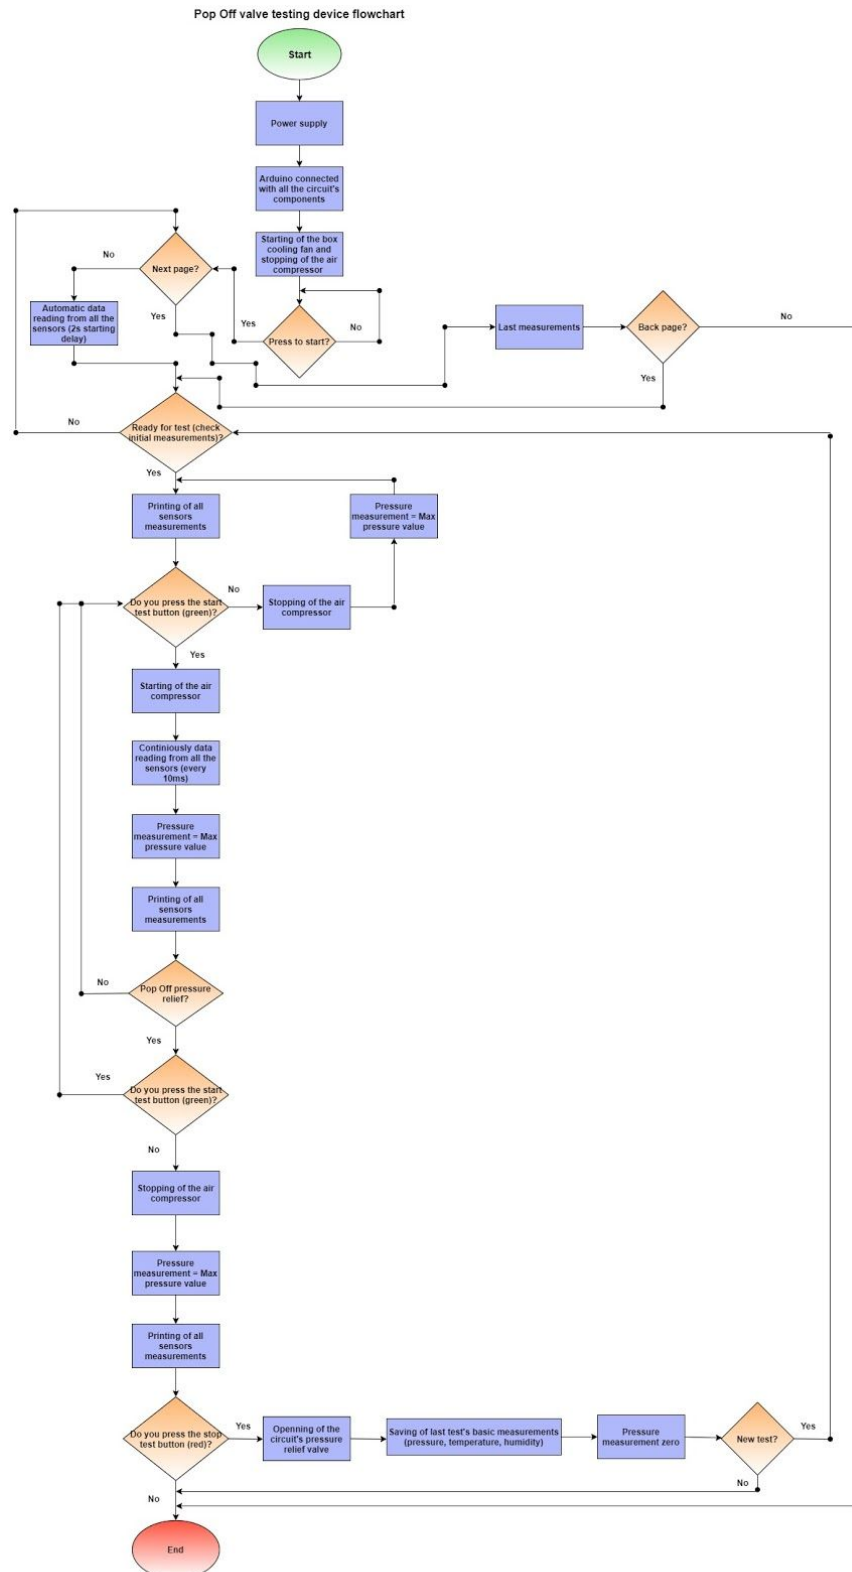 Pop Off valve testing device flowchart
Start
Power supply
Arduino connected
with all the circuit's
components
Starting of the box
cooling fan and
stopping of the air
compressor
No
Next page?
Automatic data
reading from all the
sensors (2s starting
delay)
Yes
Yes
Press to start?
No
Last measurements
Back page?
No
Yes
No
Ready for test (check
initial measurements)?
Yes
Printing of all
sensors
measurements
Pressure
measurement = Max
pressure value
Do you press the start
test button (green)?
No
Stopping of the air
compressor
Yes
Starting of the air
compressor
Continiously data
reading from all the
sensors (every
10ms)
Pressure
measurement = Max
pressure value
Printing of all
sensors
measurements
No
Pop Off pressure
relief?
Yes
Yes
Do you press the start
test button (green)?
No
Stopping of the air
compressor
Pressure
measurement = Max
pressure value
Printing of all
sensors
measurements
Do you press the stop
test button (red)?
Yes
Openning of the
circuit's pressure
relief valve
Saving of last test's basic measurements
(pressure, temperature, humidity)
Pressure
measurement zero
New test?
Yes
No
No
End